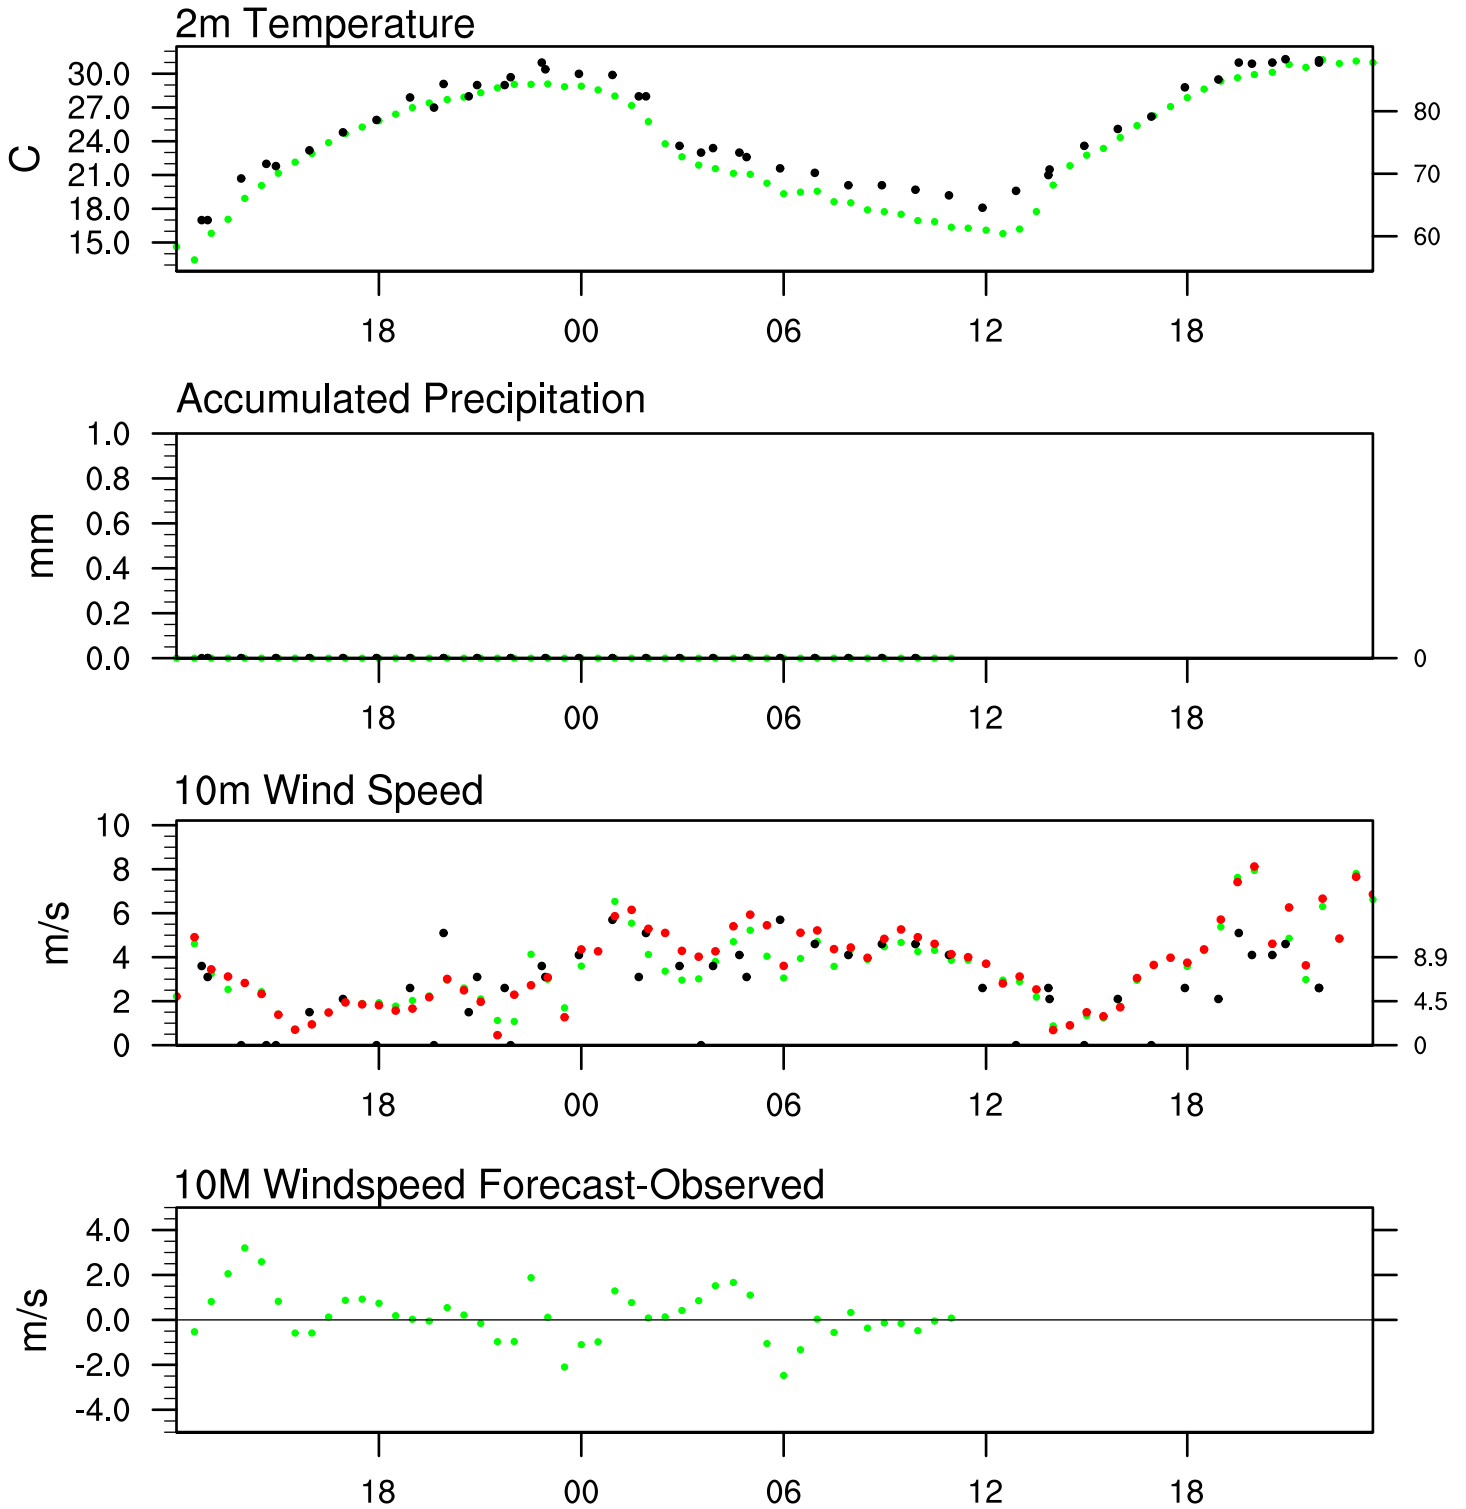 2m Temperature
30.0
27.0
24.0
21.0
18.0
15.0
C
80
70
60
18 00 06 12 18
Accumulated Precipitation
1.0
0.8
0.6
0.4
0.2
0.0
mm
0
18 00 06 12 18
10m Wind Speed
10
8
6
4
2
0
m/s
8.9
4.5
0
18 00 06 12 18
10M Windspeed Forecast-Observed
4.0
2.0
0.0
-2.0
-4.0
m/s
18 00 06 12 18